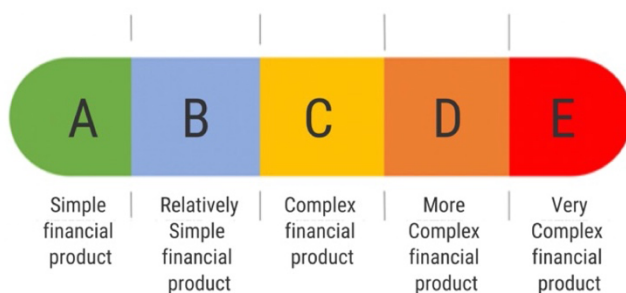 A B C D E
Simple
financial
product
Relatively
Simple
financial
product
Complex
financial
product
More
Complex
financial
product
Very
Complex
financial
product